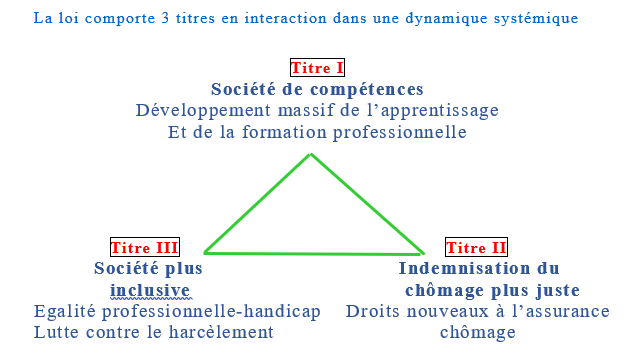 La loi comporte 3 titres en interaction dans une dynamique systémique
Titre I
Société de compétences
Développement massif de l’apprentissage
Et de la formation professionnelle
Titre III
Société plus
inclusive
Egalité professionnelle-handicap
Lutte contre le harcèlement
Titre II
Indemnisation du
chômage plus juste
Droits nouveaux à l’assurance
chômage